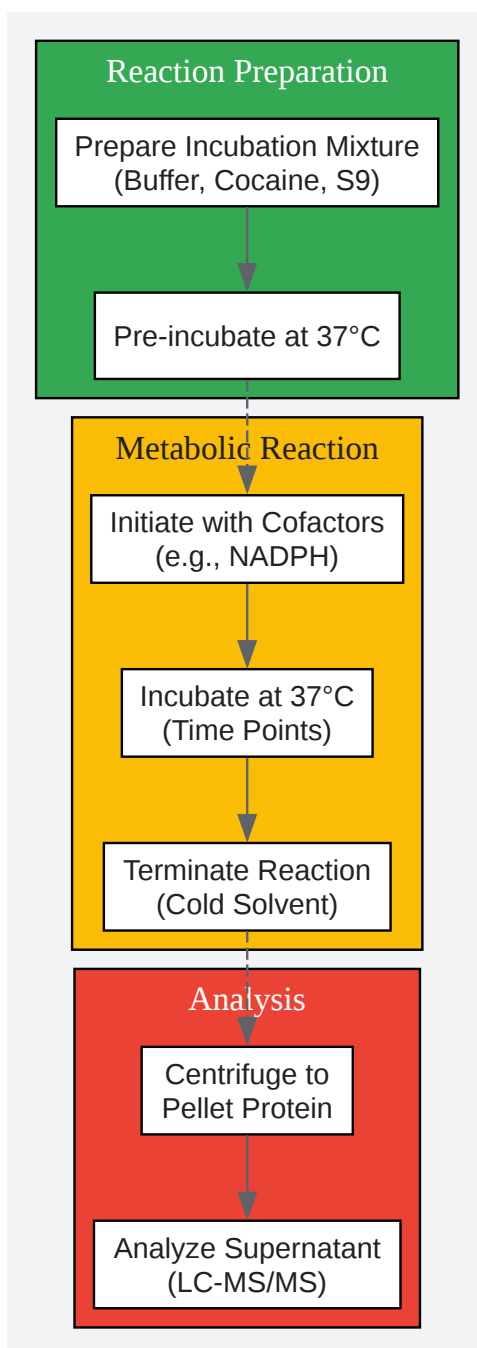 Reaction Preparation
Prepare Incubation Mixture
(Buffer, Cocaine, S9)
Pre-incubate at 37°C
Metabolic Reaction
Initiate with Cofactors
(e.g., NADPH)
Incubate at 37°C
(Time Points)
Terminate Reaction
(Cold Solvent)
Analysis
Centrifuge to
Pellet Protein
Analyze Supernatant
(LC-MS/MS)